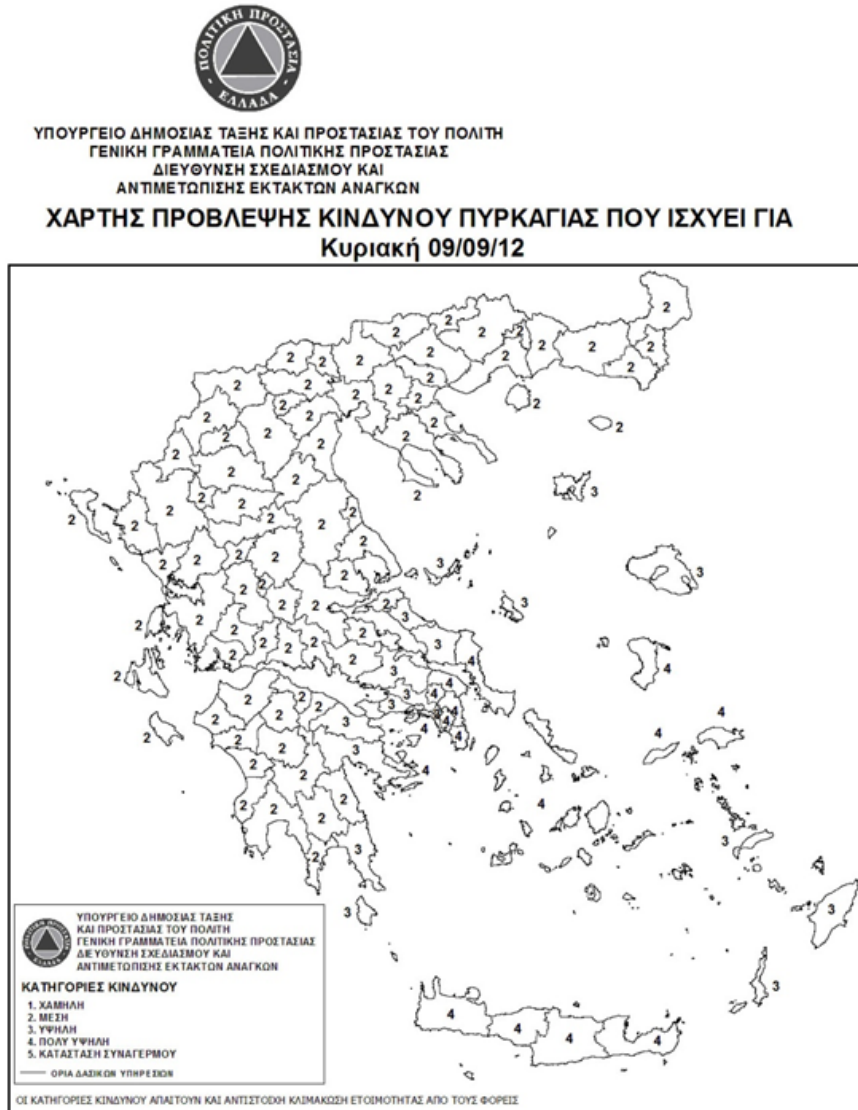 ΠΟΛΙΤΙΚΗ ΠΡΟΣΤΑΣΙΑ
ΕΛΛΑΔΑ
ΥΠΟΥΡΓΕΙΟ ΔΗΜΟΣΙΑΣ ΤΑΞΗΣ ΚΑΙ ΠΡΟΣΤΑΣΙΑΣ ΤΟΥ ΠΟΛΙΤΗ
ΓΕΝΙΚΗ ΓΡΑΜΜΑΤΕΙΑ ΠΟΛΙΤΙΚΗΣ ΠΡΟΣΤΑΣΙΑΣ
ΔΙΕΥΘΥΝΣΗ ΣΧΕΔΙΑΣΜΟΥ ΚΑΙ
ΑΝΤΙΜΕΤΩΠΙΣΗΣ ΕΚΤΑΚΤΩΝ ΑΝΑΓΚΩΝ
ΧΑΡΤΗΣ ΠΡΟΒΛΕΨΗΣ ΚΙΝΔΥΝΟΥ ΠΥΡΚΑΓΙΑΣ ΠΟΥ ΙΣΧΥΕΙ ΓΙΑ
Κυριακή 09/09/12
ΥΠΟΥΡΓΕΙΟ ΔΗΜΟΣΙΑΣ ΤΑΞΗΣ
ΚΑΙ ΠΡΟΣΤΑΣΙΑΣ ΤΟΥ ΠΟΛΙΤΗ
ΓΕΝΙΚΗ ΓΡΑΜΜΑΤΕΙΑ ΠΟΛΙΤΙΚΗΣ ΠΡΟΣΤΑΣΙΑΣ
ΔΙΕΥΘΥΝΣΗ ΣΧΕΔΙΑΣΜΟΥ ΚΑΙ
ΑΝΤΙΜΕΤΩΠΙΣΗΣ ΕΚΤΑΚΤΩΝ ΑΝΑΓΚΩΝ
ΚΑΤΗΓΟΡΙΕΣ ΚΙΝΔΥΝΟΥ
1. ΧΑΜΗΛΗ
2. ΜΕΣΗ
3. ΥΨΗΛΗ
4. ΠΟΛΥ ΥΨΗΛΗ
5. ΚΑΤΑΣΤΑΣΗ ΣΥΝΑΓΕΡΜΟΥ
ΟΡΙΑ ΔΑΣΙΚΩΝ ΥΠΗΡΕΣΙΩΝ
ΟΙ ΚΑΤΗΓΟΡΙΕΣ ΚΙΝΔΥΝΟΥ ΑΠΑΙΤΟΥΝ ΚΑΙ ΑΝΤΙΣΤΟΙΧΗ ΚΛΙΜΑΚΩΣΗ ΕΤΟΙΜΟΤΗΤΑΣ ΑΠΟ ΤΟΥΣ ΦΟΡΕΙΣ